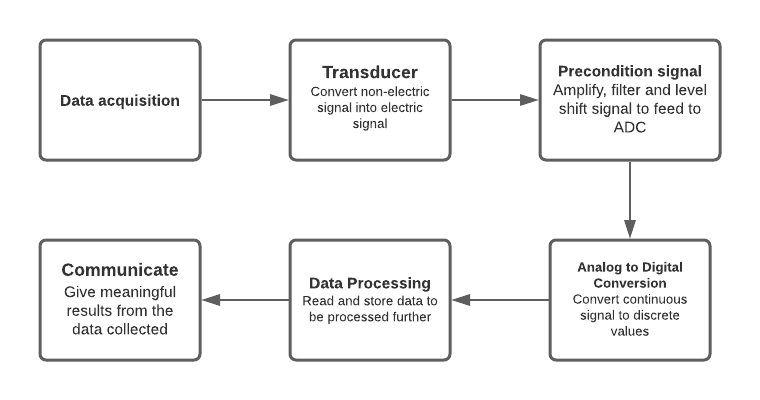 Data acquisition
Transducer
Convert non-electric
signal into electric
signal
Precondition signal
Amplify, filter and level
shift signal to feed to
ADC
Communicate
Give meaningful
results from the
data collected
Data Processing
Read and store data to
be processed further
Analog to Digital
Conversion
Convert continuous
signal to discrete
values